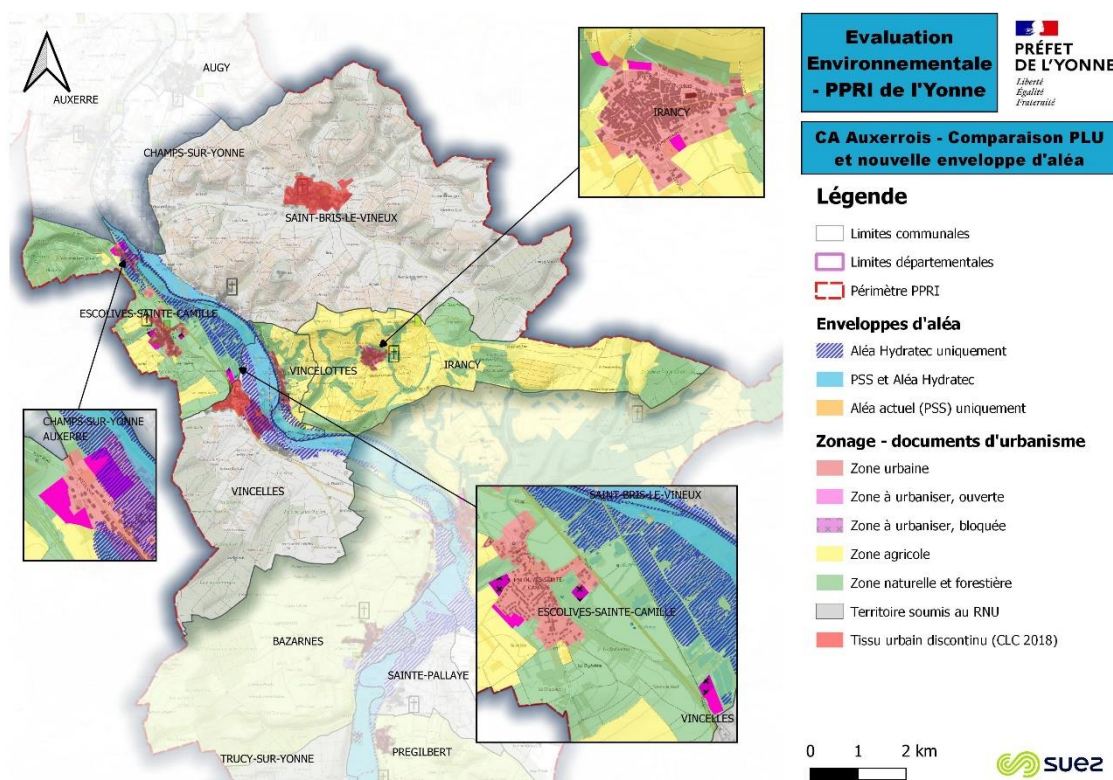 Evaluation
Environnementale
- PPRI de l'Yonne
PRÉFET
DE L'YONNE
Liberté
Égalité
Fraternité
CA Auxerrois - Comparaison PLU
et nouvelle enveloppe d'aléa
Légende
Limites communales
Limites départementales
Périmètre PPRI
Enveloppes d'aléa
Aléa Hydratec uniquement
PSS et Aléa Hydratec
Aléa actuel (PSS) uniquement
Zonage - documents d'urbanisme
Zone urbaine
Zone à urbaniser, ouverte
Zone à urbaniser, bloquée
Zone agricole
Zone naturelle et forestière
Territoire soumis au RNU
Tissu urbain discontinu (CLC 2018)
0 1 2 km
suez
AUGY
AUXERRE
CHAMPS-SUR-YONNE
SAINT-BRIS-LE-VINEUX
ESCOLIVES-SAINTE-CAMILLE
VINCELOTTES
IRANCY
VINCELLES
BAZARNES
SAINTE-PALLAYE
TRUCY-SUR-YONNE
PREGILBERT
IRANCY
CHAMPS-SUR-YONNE
AUXERRE
SAINT-BRIS-LE-VINEUX
ESCOLIVES-SAINTE-CAMILLE
VINCELLES